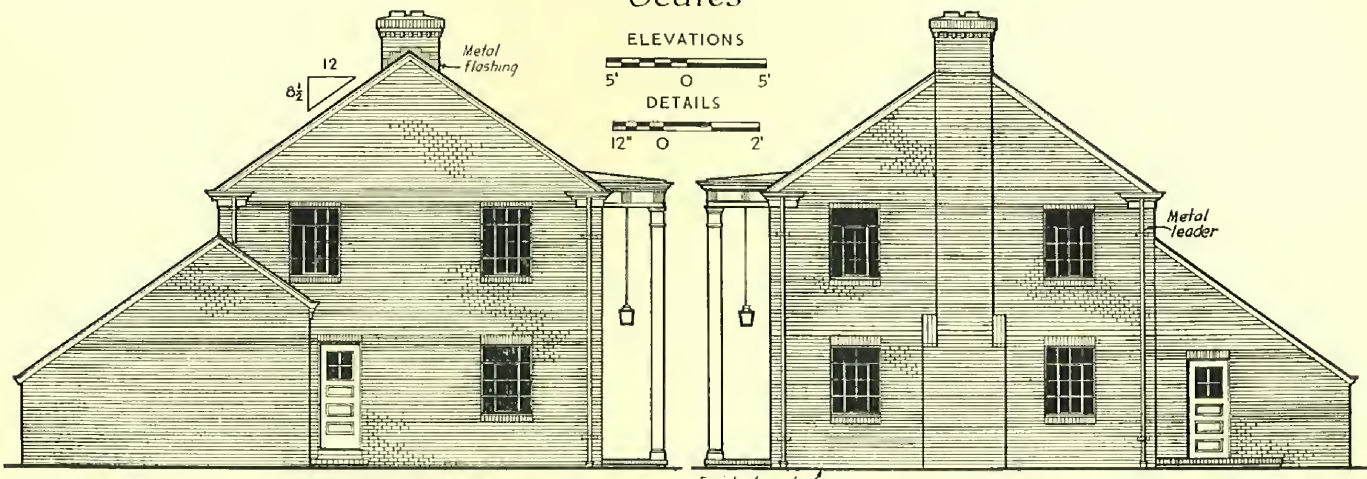 Scales
12
8½
Metal
flashing
ELEVATIONS
5' 0 5'
DETAILS
12" 0 2'
Metal
leader